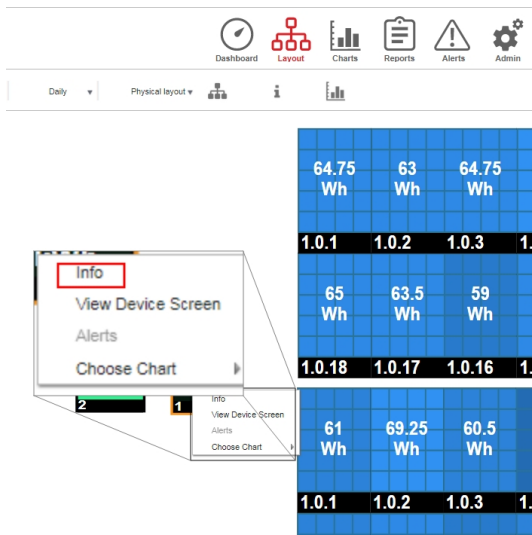 Dashboard Layout Charts Reports Alerts Admin
Daily Physical layout
64.75 63 64.75
Wh Wh Wh
1.0.1 1.0.2 1.0.3 1.
65 63.5 59
Wh Wh Wh
1.0.18 1.0.17 1.0.16 1.
Info
View Device Screen
Alerts
Choose Chart
2 1
Info
View Device Screen
Alerts
Choose Chart
61 69.25 60.5
Wh Wh Wh
1.0.1 1.0.2 1.0.3 1.